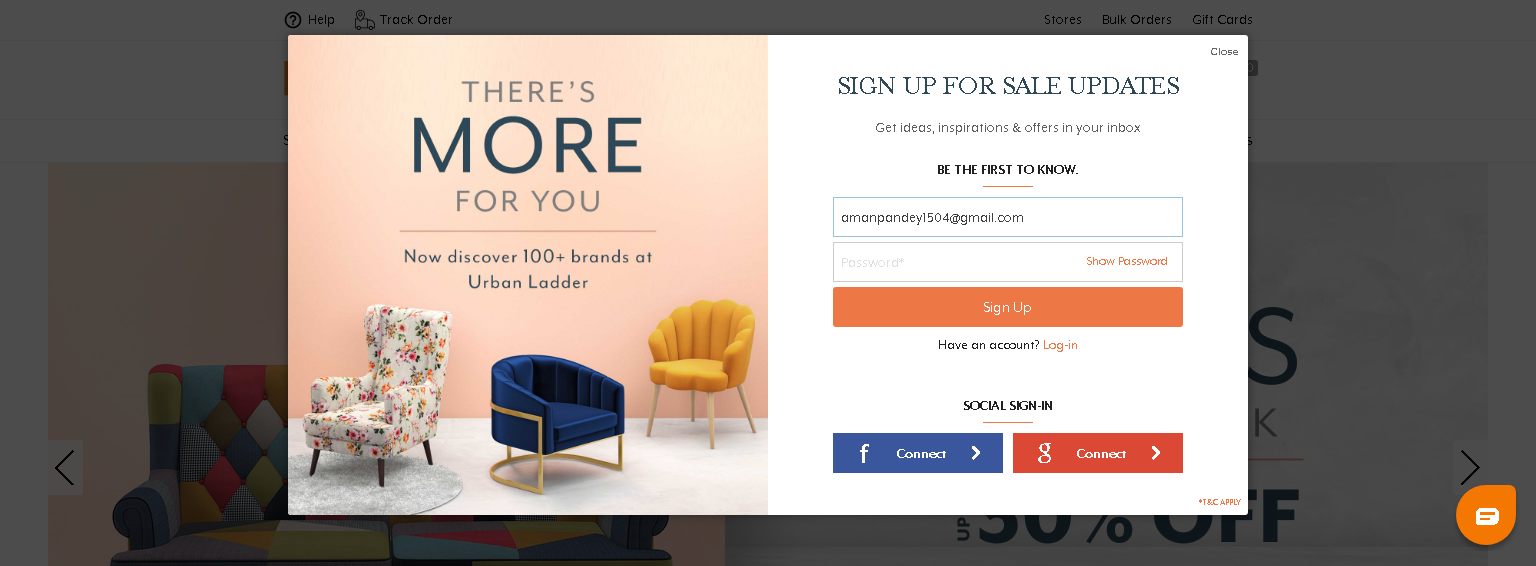 Help
Track Order
Stores
Bulk Orders
Gift Cards
Close
THERE'S
MORE
FOR YOU
Now discover 100+ brands at
Urban Ladder
SIGN UP FOR SALE UPDATES
Get ideas, inspirations & offers in your inbox
BE THE FIRST TO KNOW.
amanpandey1504@gmail.com
Password*
Show Password
Sign Up
Have an account? Log-in
SOCIAL SIGN-IN
f Connect
g Connect
*T&C APPLY
S
K
UP 50% OFF